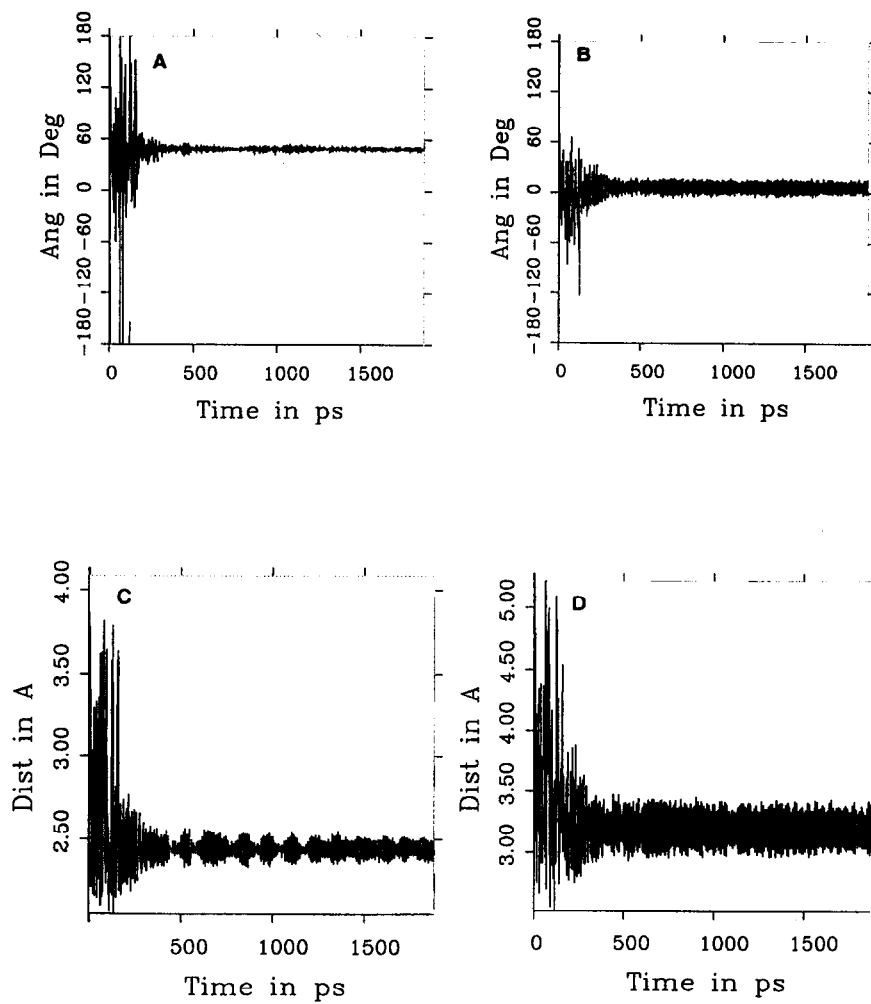 A
Ang in Deg
-180 -120 -60 0 60 120 180
0 500 1000 1500
Time in ps
B
Ang in Deg
-180 -120 -60 0 60 120 180
0 500 1000 1500
Time in ps
C
Dist in A
2.50 3.00 3.50 4.00
500 1000 1500
Time in ps
D
Dist in A
3.00 3.50 4.00 4.50 5.00
0 500 1000 1500
Time in ps